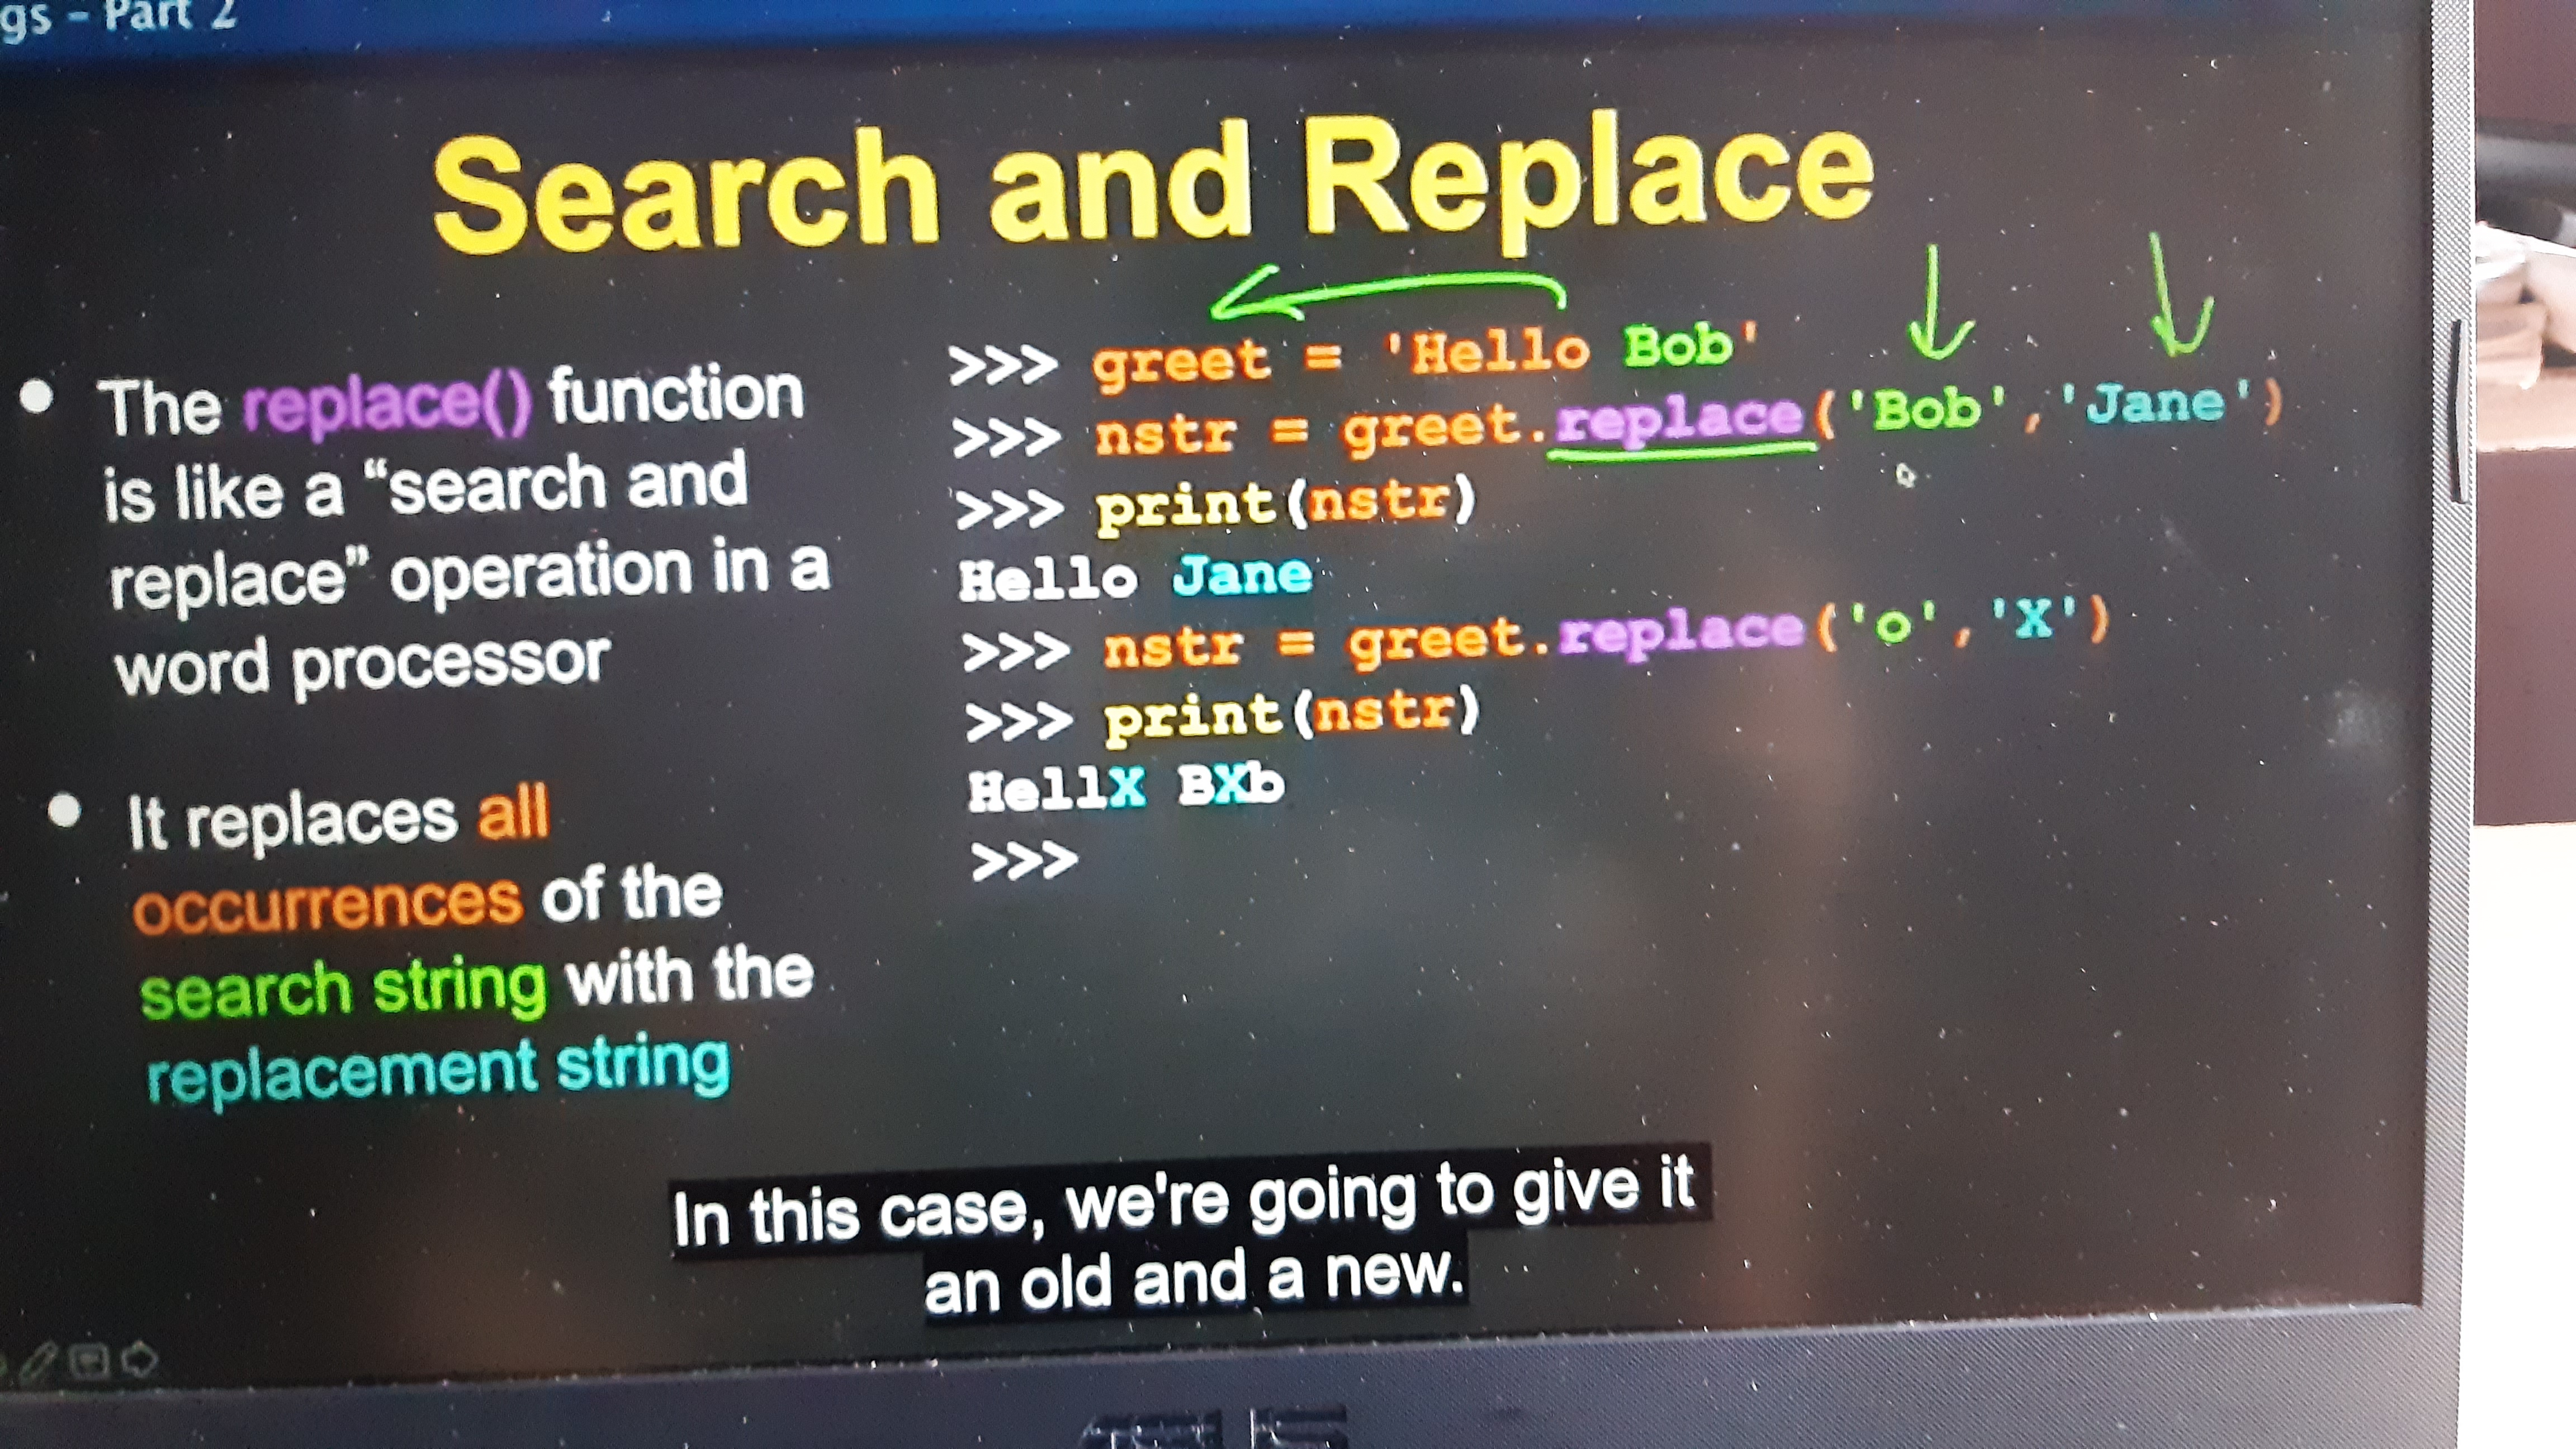 gs - Part 2
Search and Replace
• The replace() function
is like a “search and
replace” operation in a
word processor
• It replaces all
occurrences of the
search string with the
replacement string
>>> greet = 'Hello Bob'
>>> nstr = greet.replace('Bob','Jane')
>>> print(nstr)
Hello Jane
>>> nstr = greet.replace('o','X')
>>> print(nstr)
HellX BXb
>>>
In this case, we're going to give it
an old and a new.